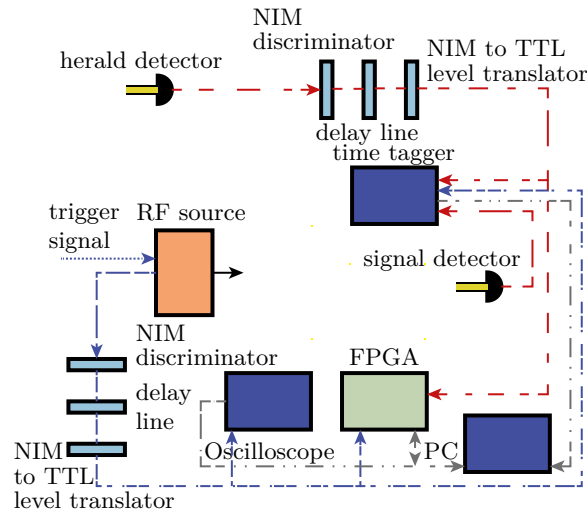 NIM
discriminator
NIM to TTL
level translator
herald detector
delay line
time tagger
trigger
signal
RF source
signal detector
NIM
discriminator
delay
line
FPGA
Oscilloscope
PC
NIM
to TTL
level translator